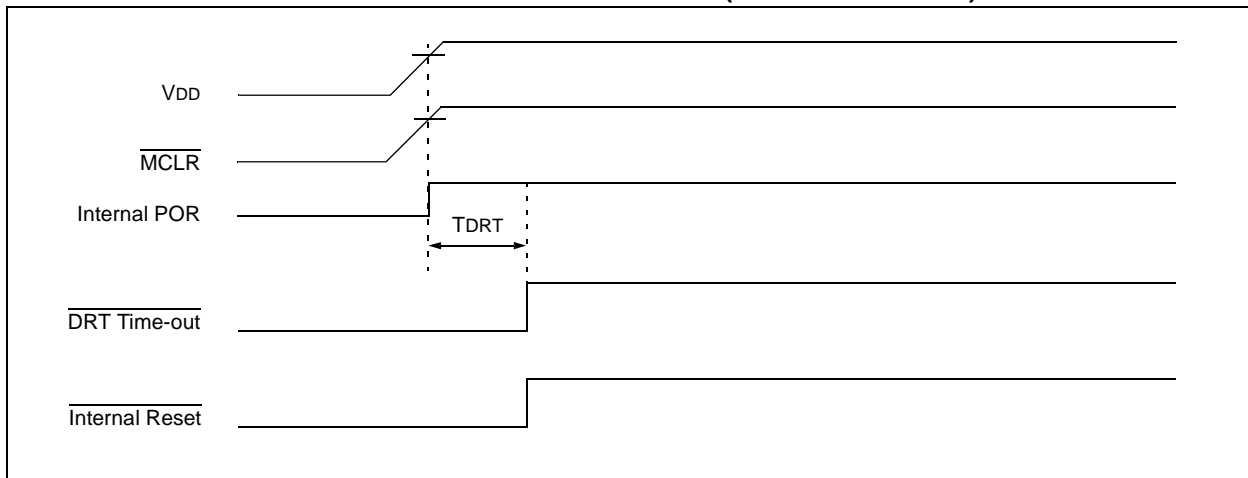 VDD
MCLR
Internal POR
TDRT
DRT Time-out
Internal Reset